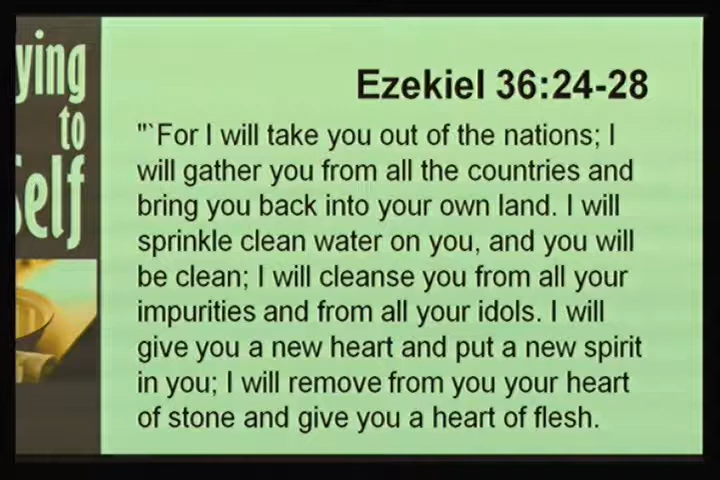 ying
to
Self
Ezekiel 36:24-28
"`For I will take you out of the nations; I
will gather you from all the countries and
bring you back into your own land. I will
sprinkle clean water on you, and you will
be clean; I will cleanse you from all your
impurities and from all your idols. I will
give you a new heart and put a new spirit
in you; I will remove from you your heart
of stone and give you a heart of flesh.